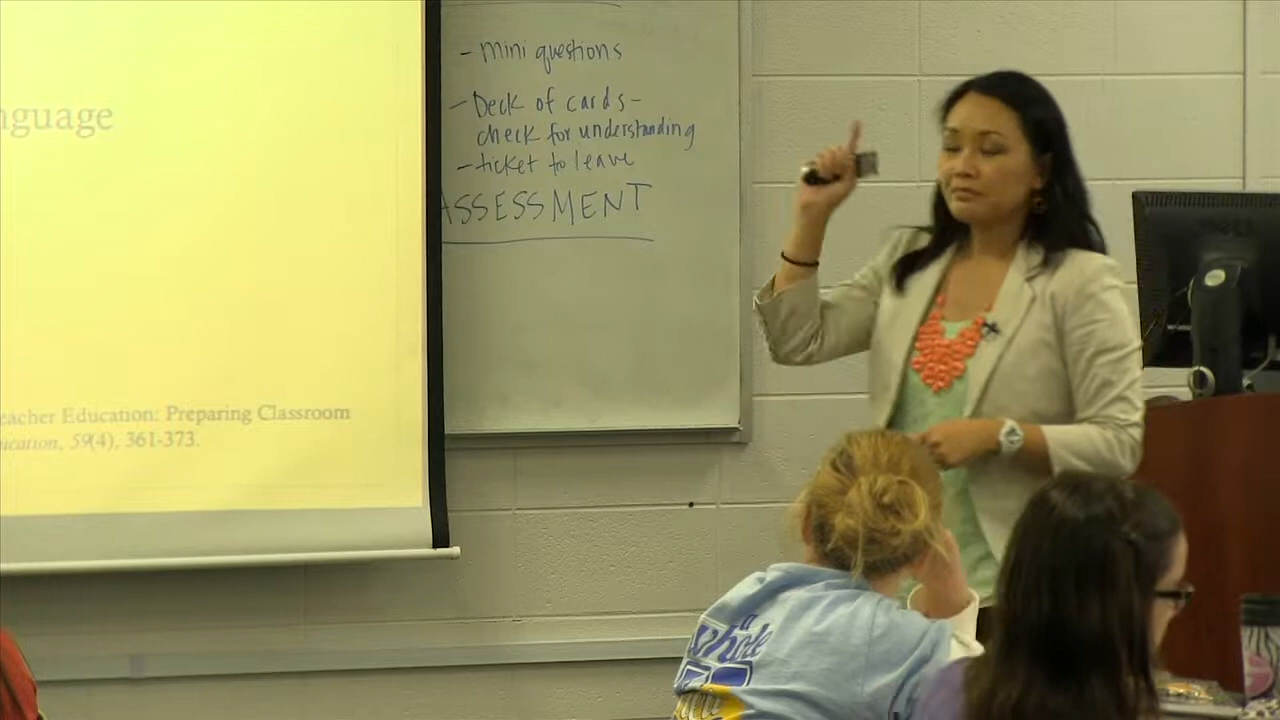 nguage
eacher Education: Preparing Classroom
ucation, 59(4), 361-373.
- mini questions
- Deck of cards-
check for understanding
- ticket to leave
ASSESSMENT
a
whole